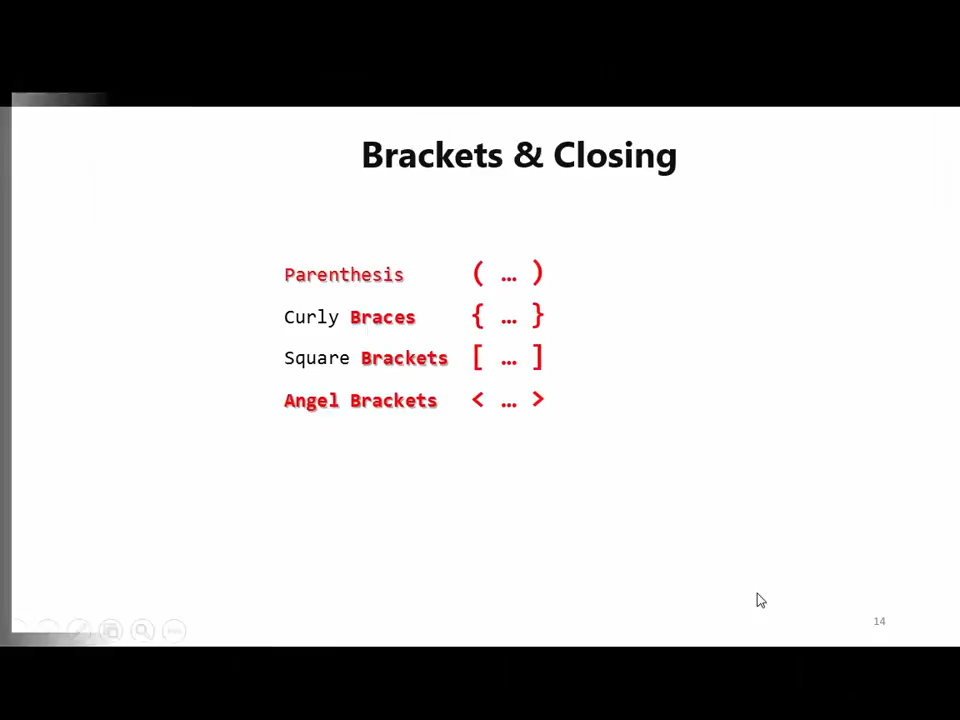 Brackets & Closing
Parenthesis ( … )
Curly Braces { … }
Square Brackets [ … ]
Angel Brackets < … >
14